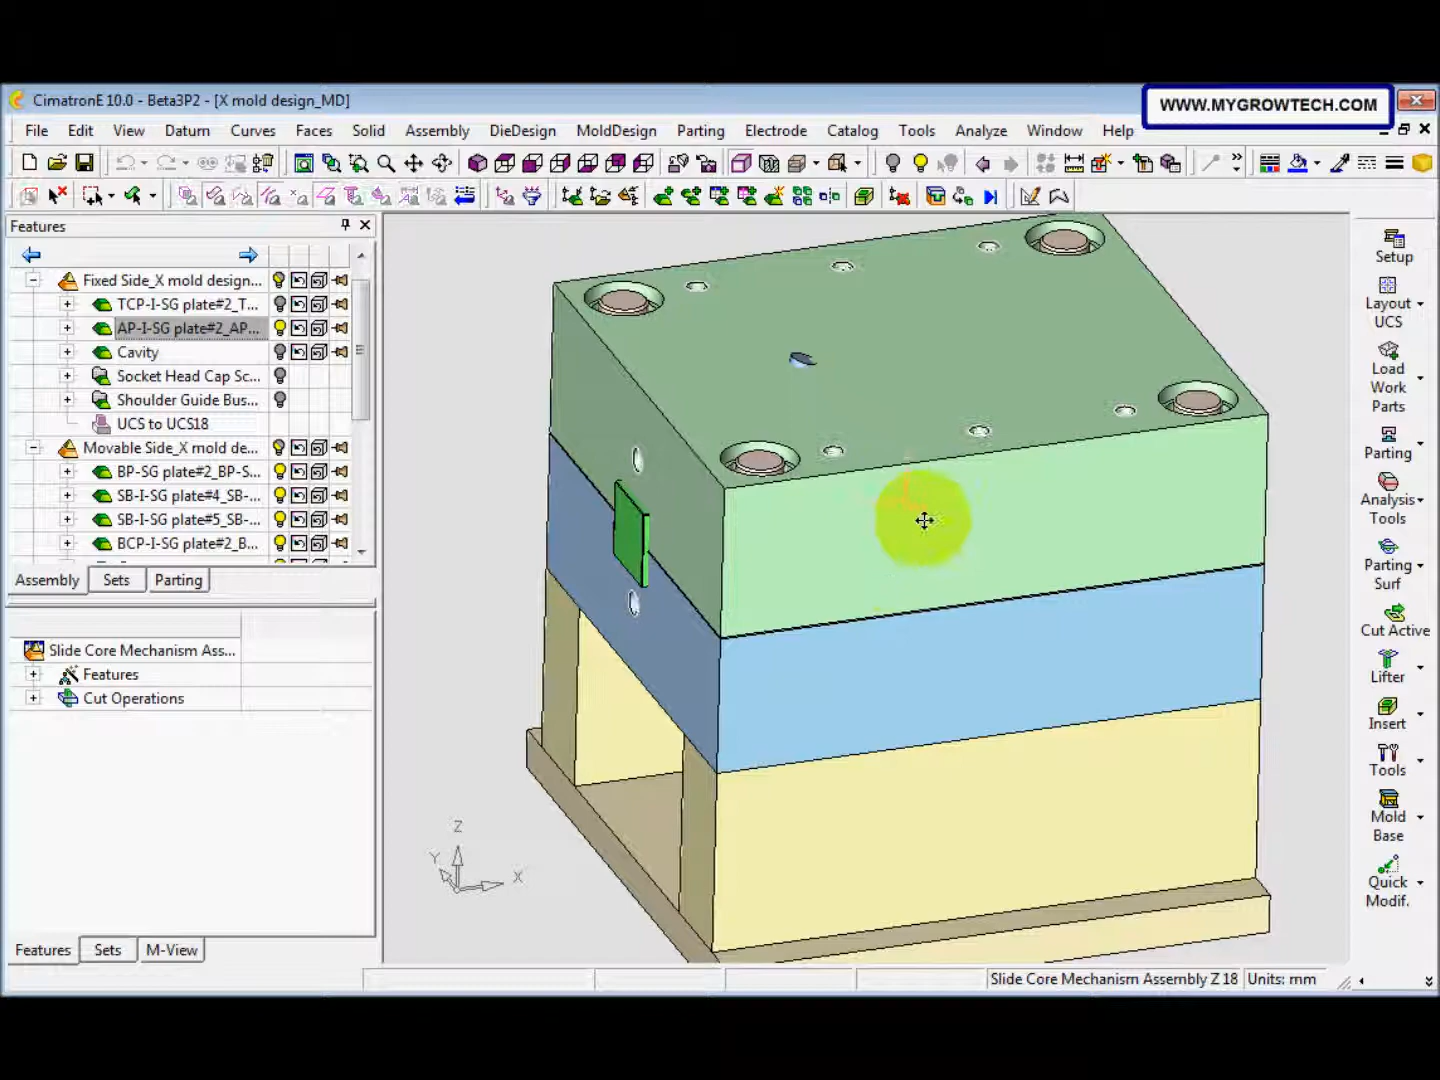 CimatronE 10.0 - Beta3P2 - [X mold design_MD]
WWW.MYGROWTECH.COM
File Edit View Datum Curves Faces Solid Assembly DieDesign MoldDesign Parting Electrode Catalog Tools Analyze Window Help
Features
Fixed Side_X mold design...
TCP-I-SG plate#2_T...
AP-I-SG plate#2_AP...
Cavity
Socket Head Cap Sc...
Shoulder Guide Bus...
UCS to UCS18
Movable Side_X mold de...
BP-SG plate#2_BP-S...
SB-I-SG plate#4_SB-...
SB-I-SG plate#5_SB-...
BCP-I-SG plate#2_B...
Assembly Sets Parting
Slide Core Mechanism Ass...
Features
Cut Operations
Features Sets M-View
Z
Y
X
Setup
Layout
UCS
Load
Work
Parts
Parting
Analysis
Tools
Parting
Surf
Cut Active
Lifter
Insert
Tools
Mold
Base
Quick
Modif.
Slide Core Mechanism Assembly Z 18 Units: mm